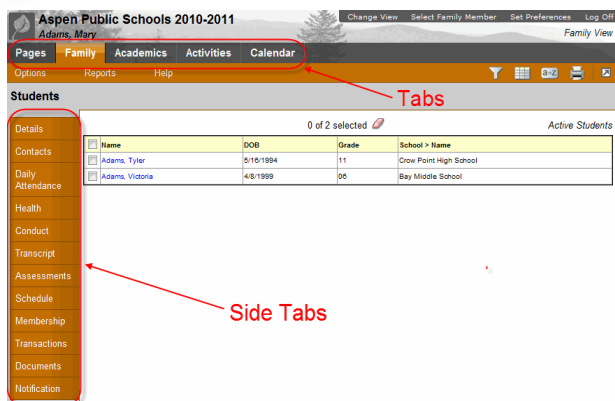 Aspen Public Schools 2010-2011
Change View Select Family Member Set Preferences Log Off
Adams, Mary
Family View
Pages Family Academics Activities Calendar
Options Reports Help
a-z
Tabs
Students
0 of 2 selected
Active Students
Details
Contacts
Daily
Attendance
Health
Conduct
Transcript
Assessments
Schedule
Membership
Transactions
Documents
Notification
Name DOB Grade School > Name
Adams, Tyler 5/16/1994 11 Crow Point High School
Adams, Victoria 4/8/1999 06 Bay Middle School
Side Tabs